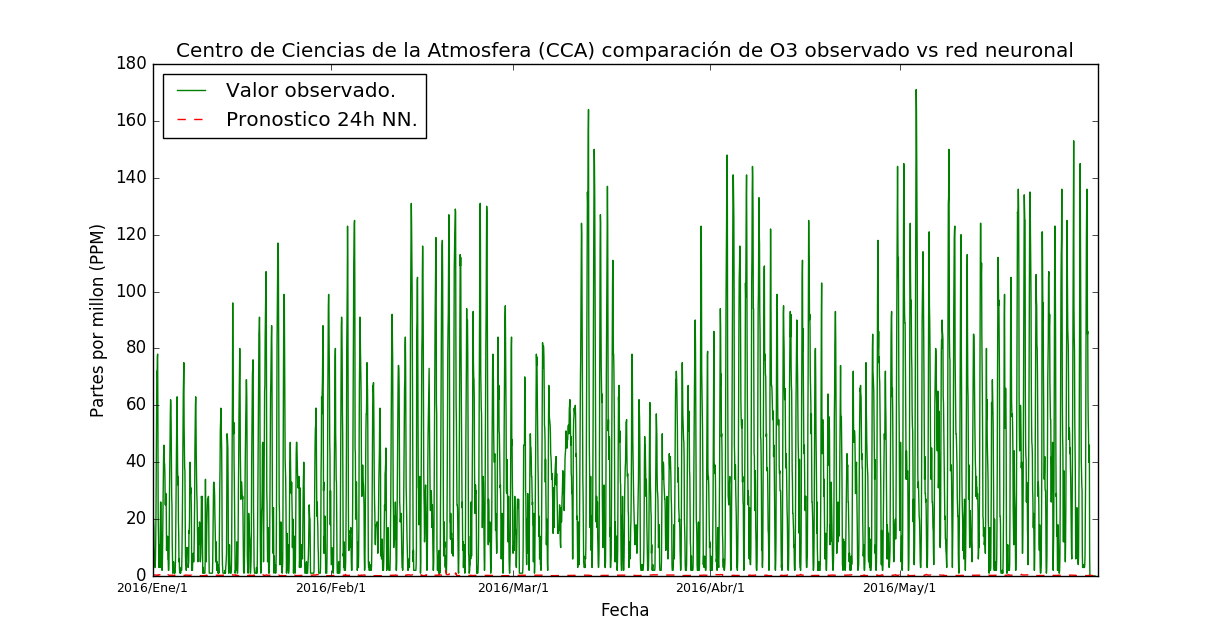 Centro de Ciencias de la Atmosfera (CCA) comparación de O3 observado vs red neuronal
180
160
140
120
100
80
60
40
20
0
Partes por millon (PPM)
Valor observado.
Pronostico 24h NN.
2016/Ene/1 2016/Feb/1 2016/Mar/1 2016/Abr/1 2016/May/1
Fecha